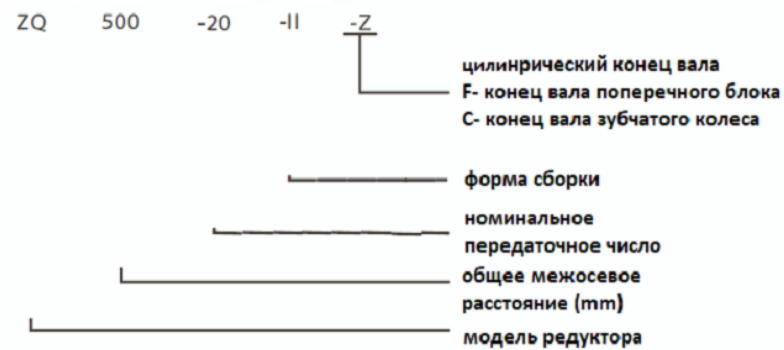 ZQ 500 -20 -II -Z
цилинрический конец вала
F- конец вала поперечного блока
C- конец вала зубчатого колеса
форма сборки
номинальное
передаточное число
общее межосевое
расстояние (mm)
модель редуктора